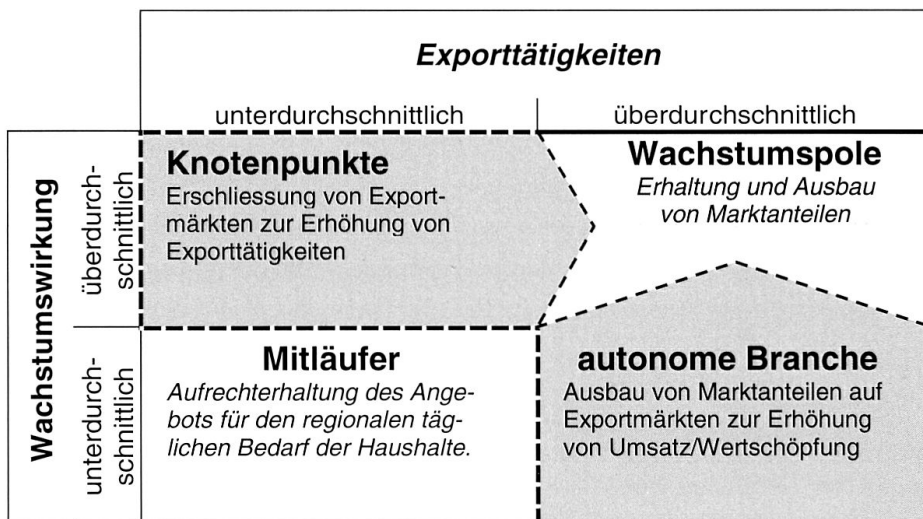 Exporttätigkeiten
unterdurchschnittlich
überdurchschnittlich
Wachstumswirkung
überdurch-
schnittlich
Knotenpunkte
Erschliessung von Export-
märkten zur Erhöhung von
Exporttätigkeiten
Wachstumspole
Erhaltung und Ausbau
von Marktanteilen
unterdurch-
schnittlich
Mitläufer
Aufrechterhaltung des Ange-
bots für den regionalen täg-
lichen Bedarf der Haushalte.
autonome Branche
Ausbau von Marktanteilen auf
Exportmärkten zur Erhöhung
von Umsatz/Wertschöpfung